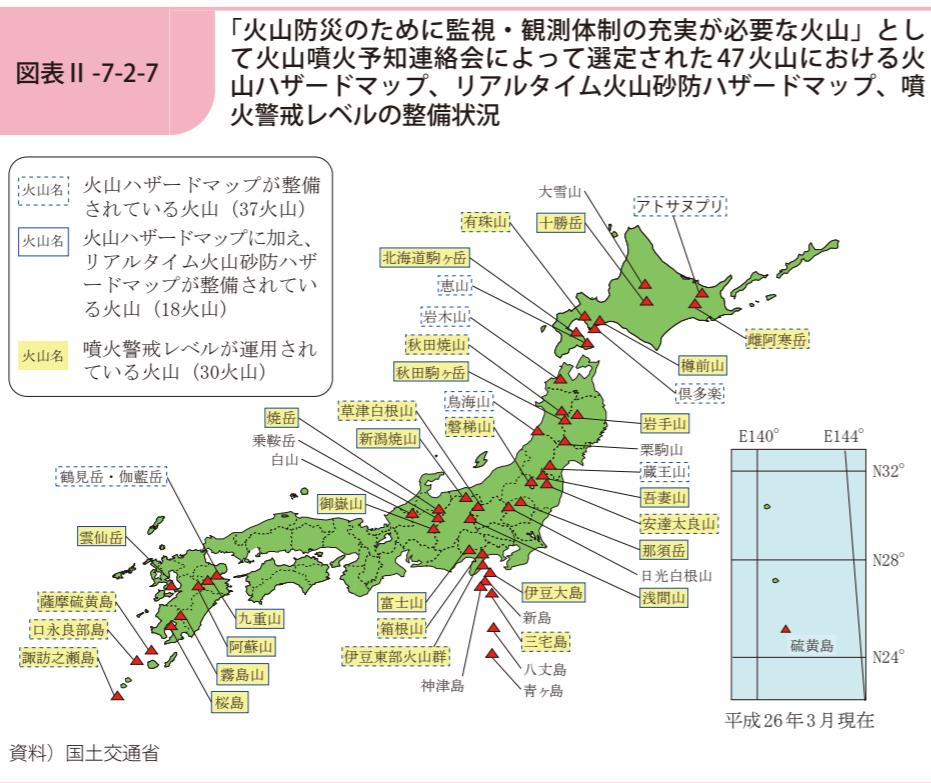 図表Ⅱ-7-2-7
「火山防災のために監視・観測体制の充実が必要な火山」とし
て火山噴火予知連絡会によって選定された47火山における火
山ハザードマップ、リアルタイム火山砂防ハザードマップ、噴
火警戒レベルの整備状況
火山名
火山ハザードマップが整備
されている火山（37火山）
火山名
火山ハザードマップに加え、
リアルタイム火山砂防ハザ
ードマップが整備されてい
る火山（18火山）
火山名
噴火警戒レベルが運用され
ている火山（30火山）
大雪山
アトサヌプリ
有珠山
十勝岳
北海道駒ヶ岳
恵山
岩木山
秋田焼山
秋田駒ヶ岳
雌阿寒岳
樽前山
倶多楽
鳥海山
草津白根山
磐梯山
焼岳
新潟焼山
乗鞍岳
白山
岩手山
栗駒山
蔵王山
鶴見岳・伽藍岳
御嶽山
吾妻山
安達太良山
雲仙岳
那須岳
日光白根山
浅間山
薩摩硫黄島
口永良部島
諏訪之瀬島
九重山
阿蘇山
霧島山
桜島
富士山
箱根山
伊豆東部火山群
神津島
伊豆大島
新島
三宅島
八丈島
青ヶ島
E140°
E144°
N32°
N28°
N24°
硫黄島
平成26年3月現在
資料）国土交通省